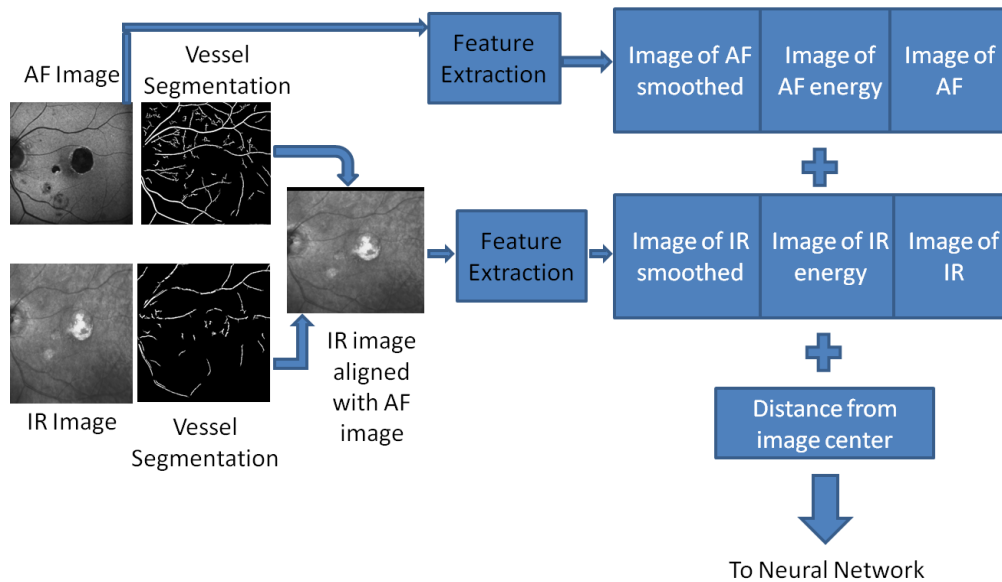 AF Image
Vessel
Segmentation
Feature
Extraction
Image of AF
smoothed
Image of
AF energy
Image of
AF
IR Image
Vessel
Segmentation
IR image
aligned
with AF
image
Feature
Extraction
Image of IR
smoothed
Image of IR
energy
Image of
IR
Distance from
image center
To Neural Network